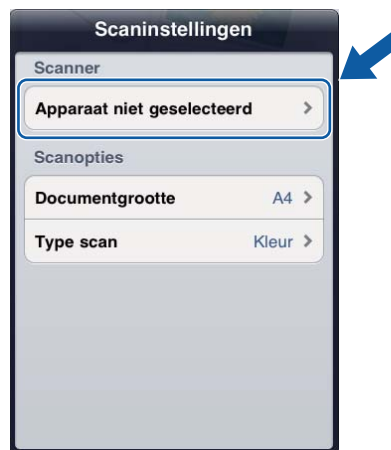 Scaninstellingen
Scanner
Apparaat niet geselecteerd
Scanopties
Documentgrootte A4
Type scan Kleur